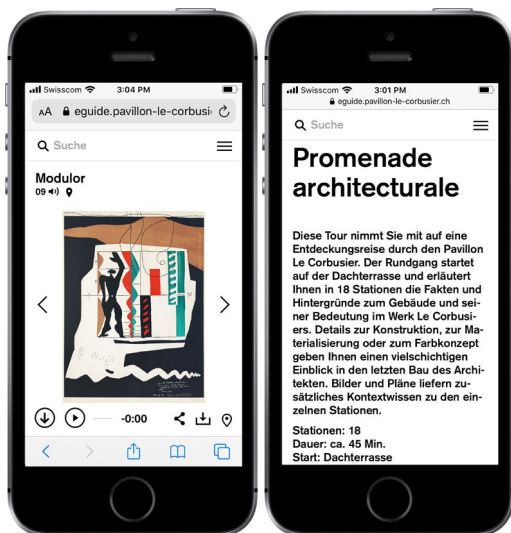 Swisscom 3:04 PM
AA eguide.pavillon-le-corbusi
Suche
Modulor
09
-0:00
Swisscom 3:01 PM
eguide.pavillon-le-corbusier.ch
Suche
Promenade
architecturale
Diese Tour nimmt Sie mit auf eine
Entdeckungsreise durch den Pavillon
Le Corbusier. Der Rundgang startet
auf der Dachterrasse und erläutert
Ihnen in 18 Stationen die Fakten und
Hintergründe zum Gebäude und sei-
ner Bedeutung im Werk Le Corbusi-
ers. Details zur Konstruktion, zur Ma-
terialisierung oder zum Farbkonzept
geben Ihnen einen vielschichtigen
Einblick in den letzten Bau des Archi-
tekten. Bilder und Pläne liefern zu-
sätzliches Kontextwissen zu den ein-
zelnen Stationen.
Stationen: 18
Dauer: ca. 45 Min.
Start: Dachterrasse